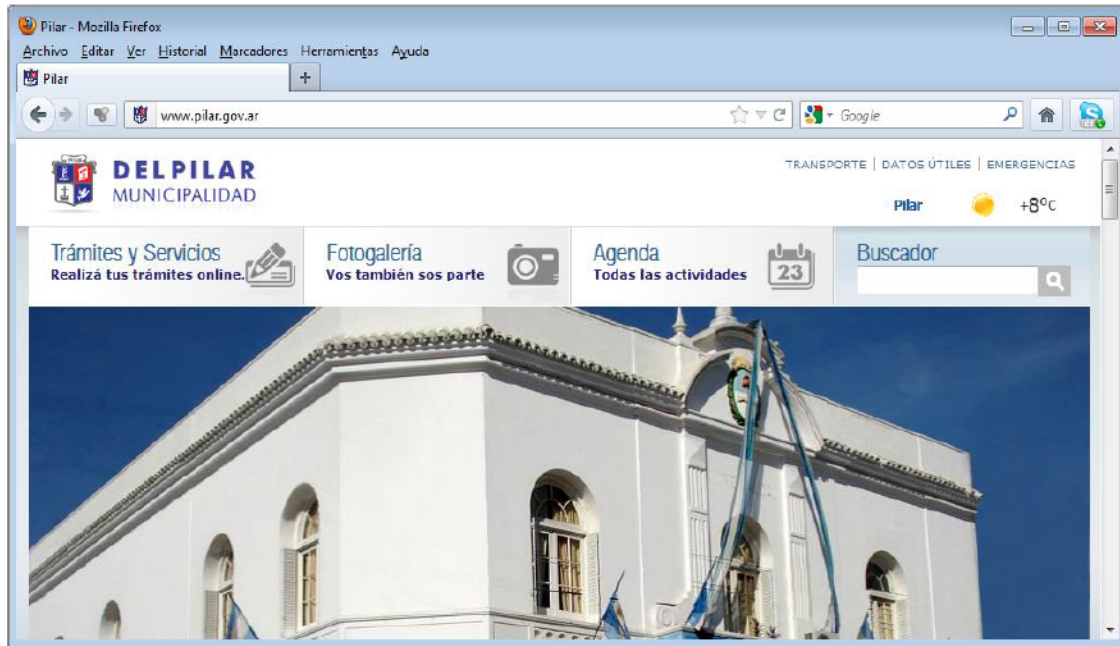 Pilar - Mozilla Firefox
Archivo Editar Ver Historial Marcadores Herramientas Ayuda
Pilar
www.pilar.gov.ar
Google
DELPILAR
MUNICIPALIDAD
TRANSPORTE | DATOS ÚTILES | EMERGENCIAS
Pilar +8°C
Trámites y Servicios
Realizá tus trámites online.
Fotogalería
Vos también sos parte
Agenda
Todas las actividades
23
Buscador